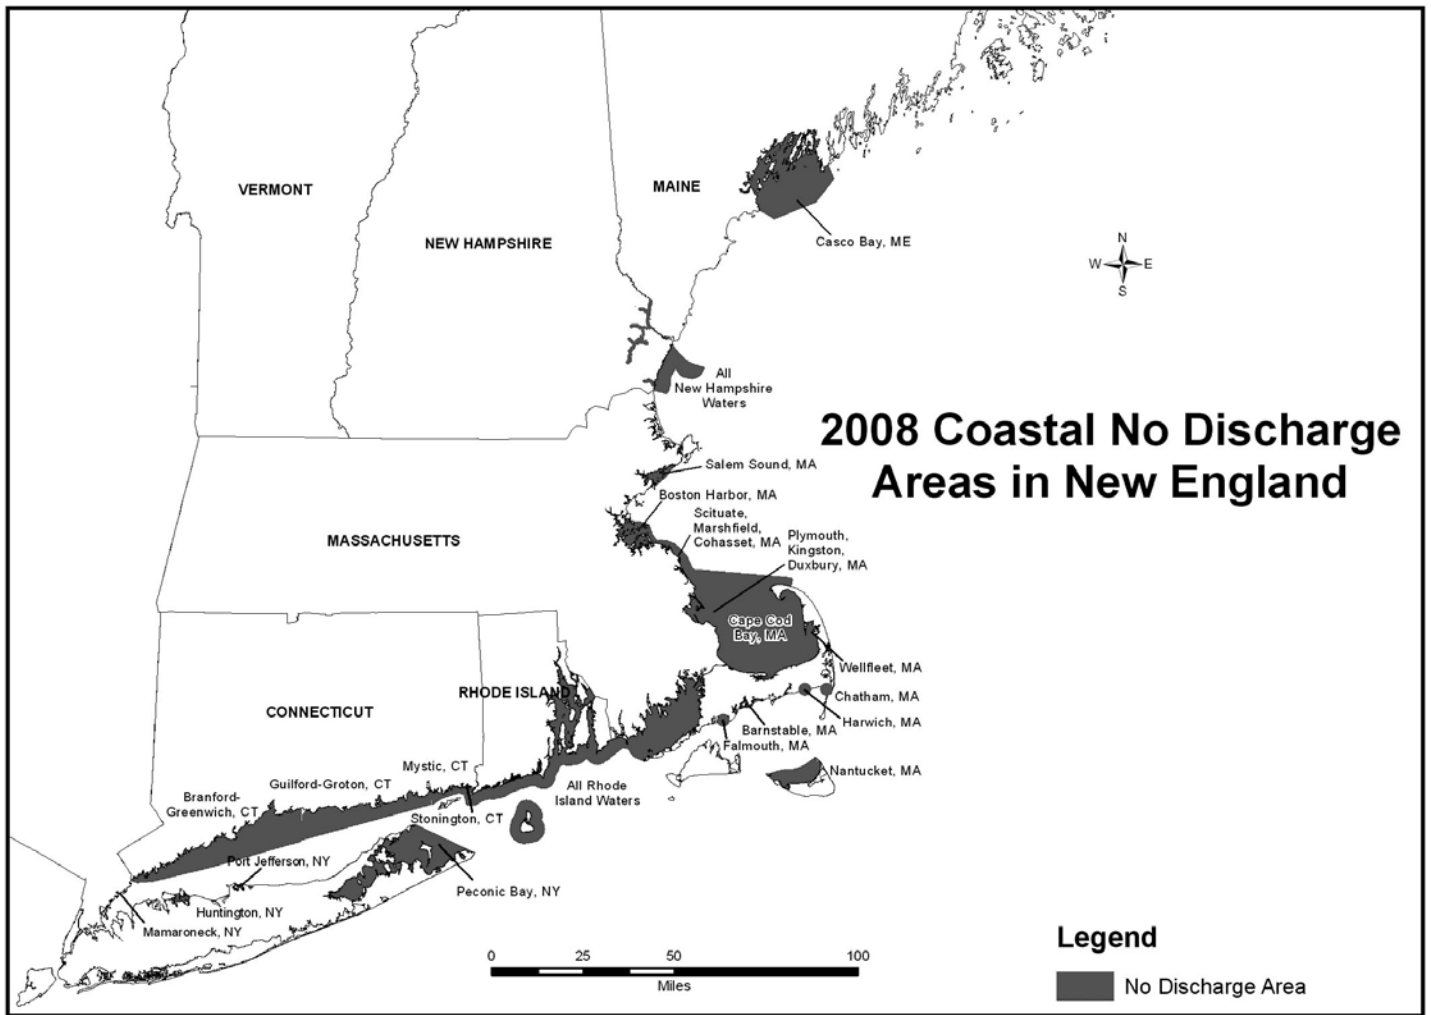 VERMONT
MAINE
NEW HAMPSHIRE
Casco Bay, ME
N
W
E
S
All
New Hampshire
Waters
2008 Coastal No Discharge
Areas in New England
Salem Sound, MA
Boston Harbor, MA
Scituate,
Marshfield,
Cohasset, MA
Plymouth,
Kingston,
Duxbury, MA
MASSACHUSETTS
Cape Cod
Bay, MA
Wellfleet, MA
Chatham, MA
Harwich, MA
Barnstable, MA
Falmouth, MA
Nantucket, MA
RHODE ISLAND
CONNECTICUT
Mystic, CT
Guilford-Groton, CT
Branford-
Greenwich, CT
All Rhode
Island Waters
Stonington, CT
Port Jefferson, NY
Peconic Bay, NY
Huntington, NY
Mamaroneck, NY
0 25 50 100
Miles
Legend
No Discharge Area